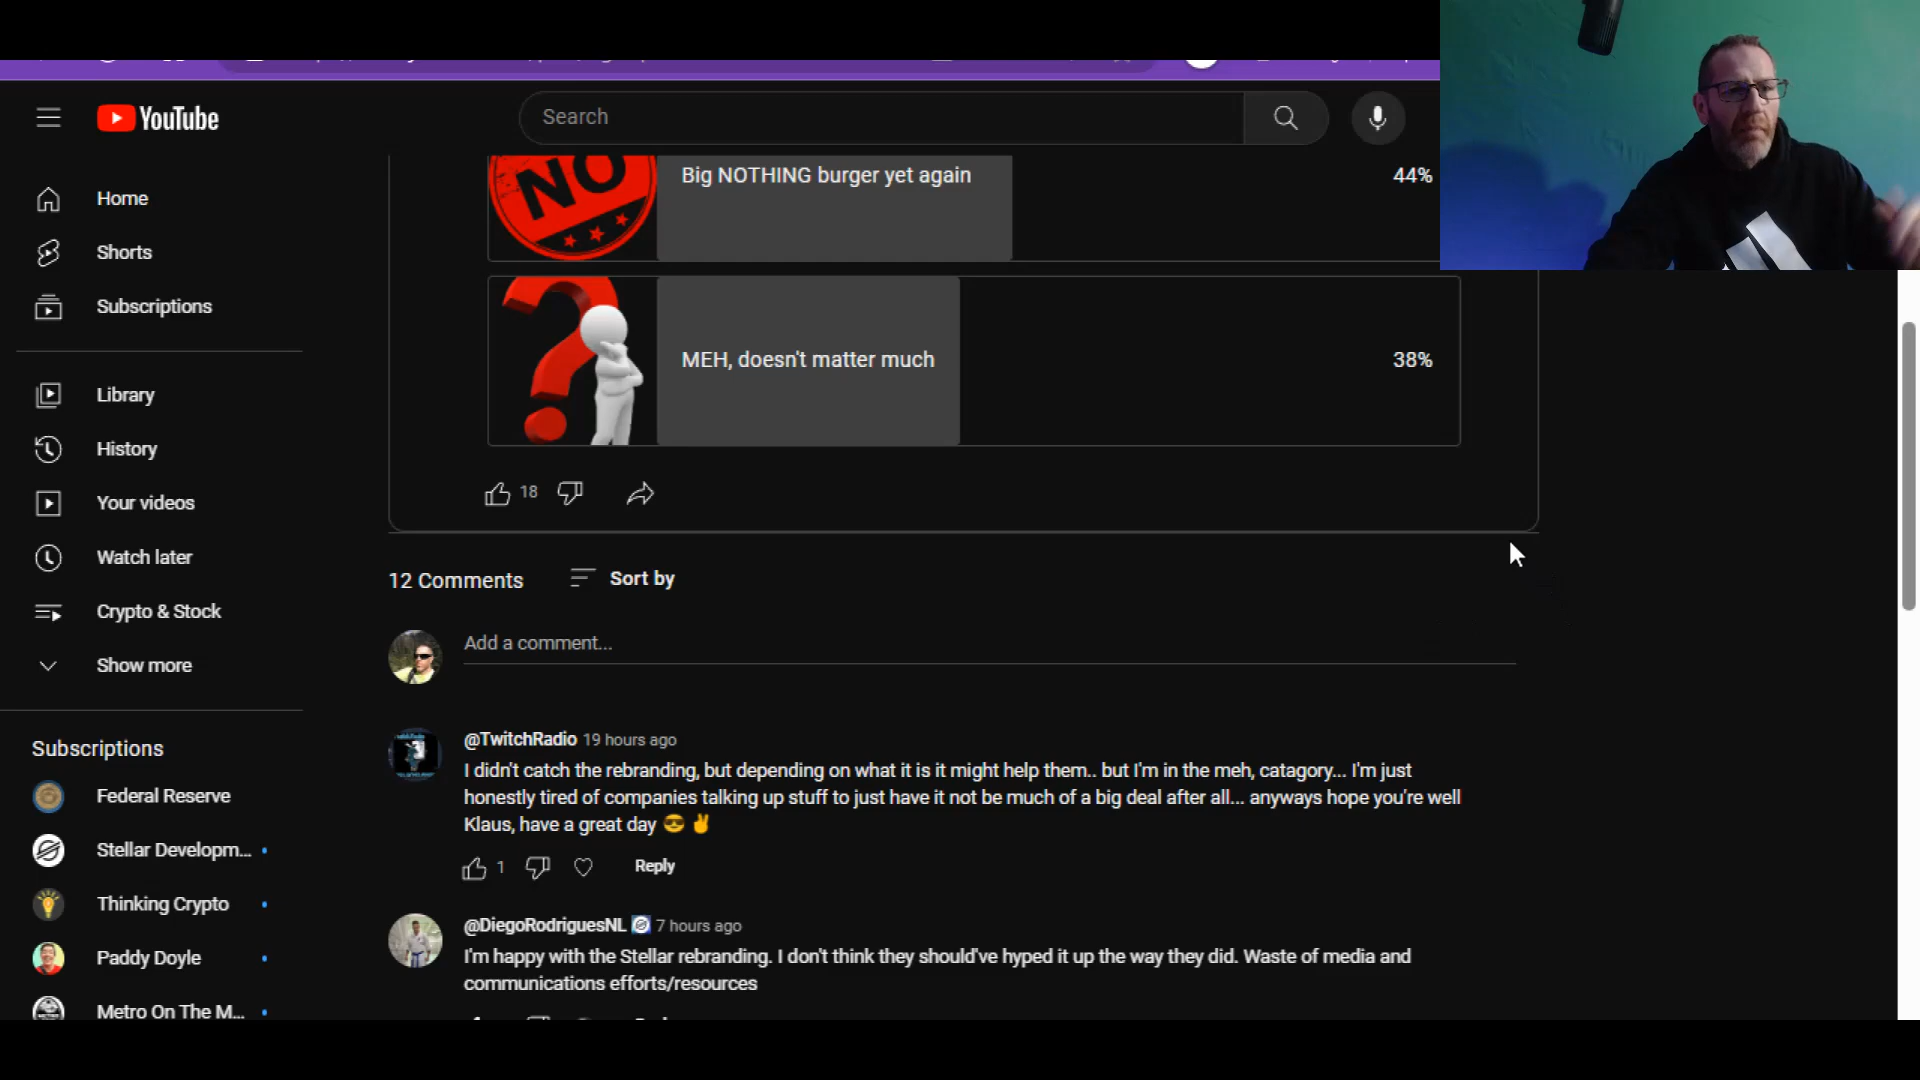 YouTube
Search
Home
Shorts
Subscriptions
Library
History
Your videos
Watch later
Crypto & Stock
Show more
Subscriptions
Federal Reserve
Stellar Developm...
Thinking Crypto
Paddy Doyle
Metro On The M...
NO
Big NOTHING burger yet again
44%
MEH, doesn't matter much
38%
18
12 Comments
Sort by
Add a comment...
@TwitchRadio 19 hours ago
I didn't catch the rebranding, but depending on what it is it might help them.. but I'm in the meh, catagory... I'm just
honestly tired of companies talking up stuff to just have it not be much of a big deal after all... anyways hope you're well
Klaus, have a great day 😎 ✌
1
Reply
@DiegoRodriguesNL 7 hours ago
I'm happy with the Stellar rebranding. I don't think they should've hyped it up the way they did. Waste of media and
communications efforts/resources